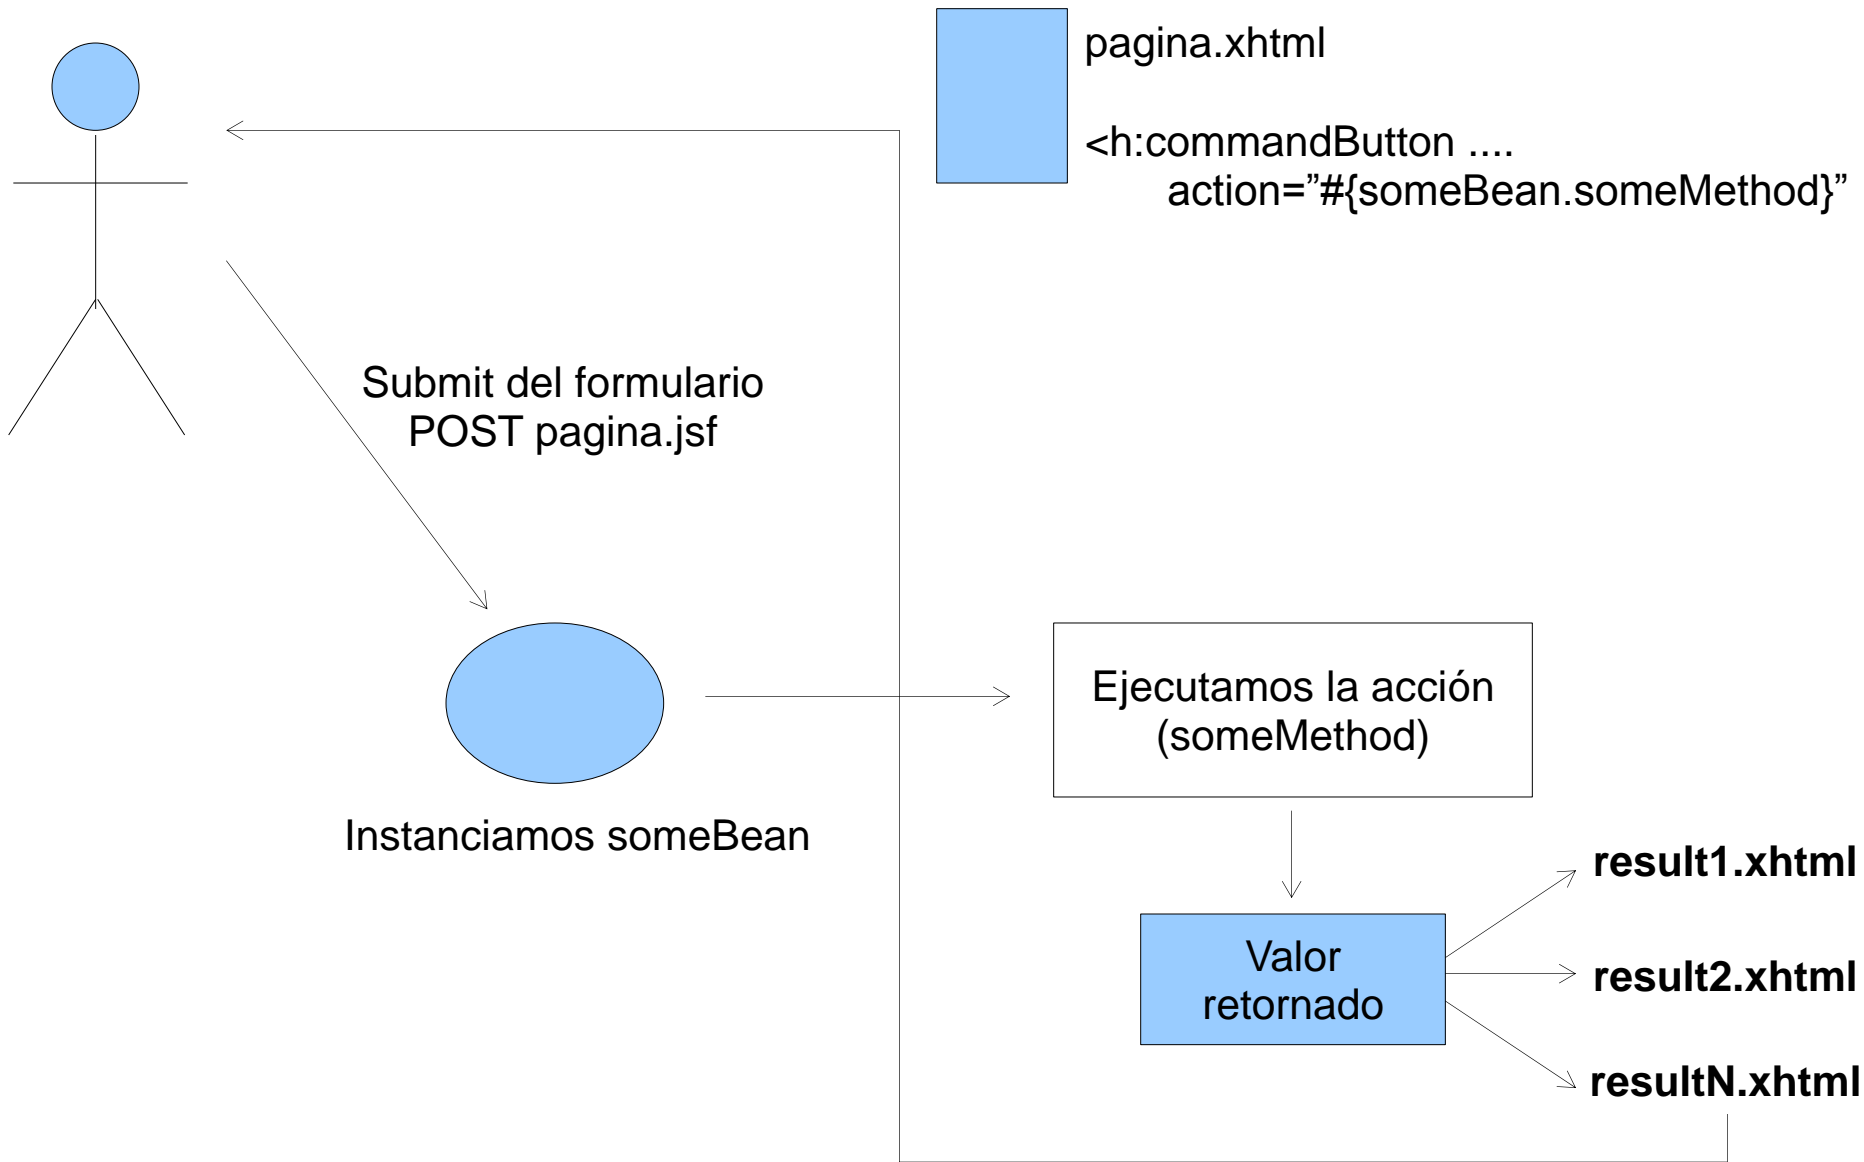 pagina.xhtml
<h:commandButton ....
action=”#{someBean.someMethod}”
Submit del formulario
POST pagina.jsf
Instanciamos someBean
Ejecutamos la acción
(someMethod)
Valor
retornado
result1.xhtml
result2.xhtml
resultN.xhtml